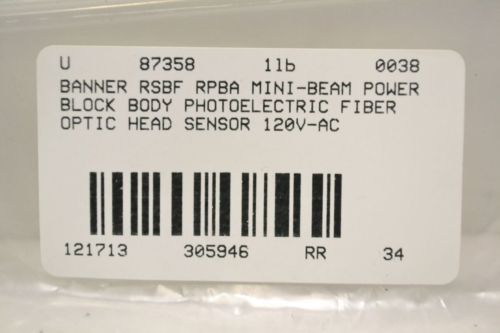 U 87358 1lb 0038
BANNER RSBF RPBA MINI-BEAM POWER
BLOCK BODY PHOTOELECTRIC FIBER
OPTIC HEAD SENSOR 120V-AC
121713 305946 RR 34